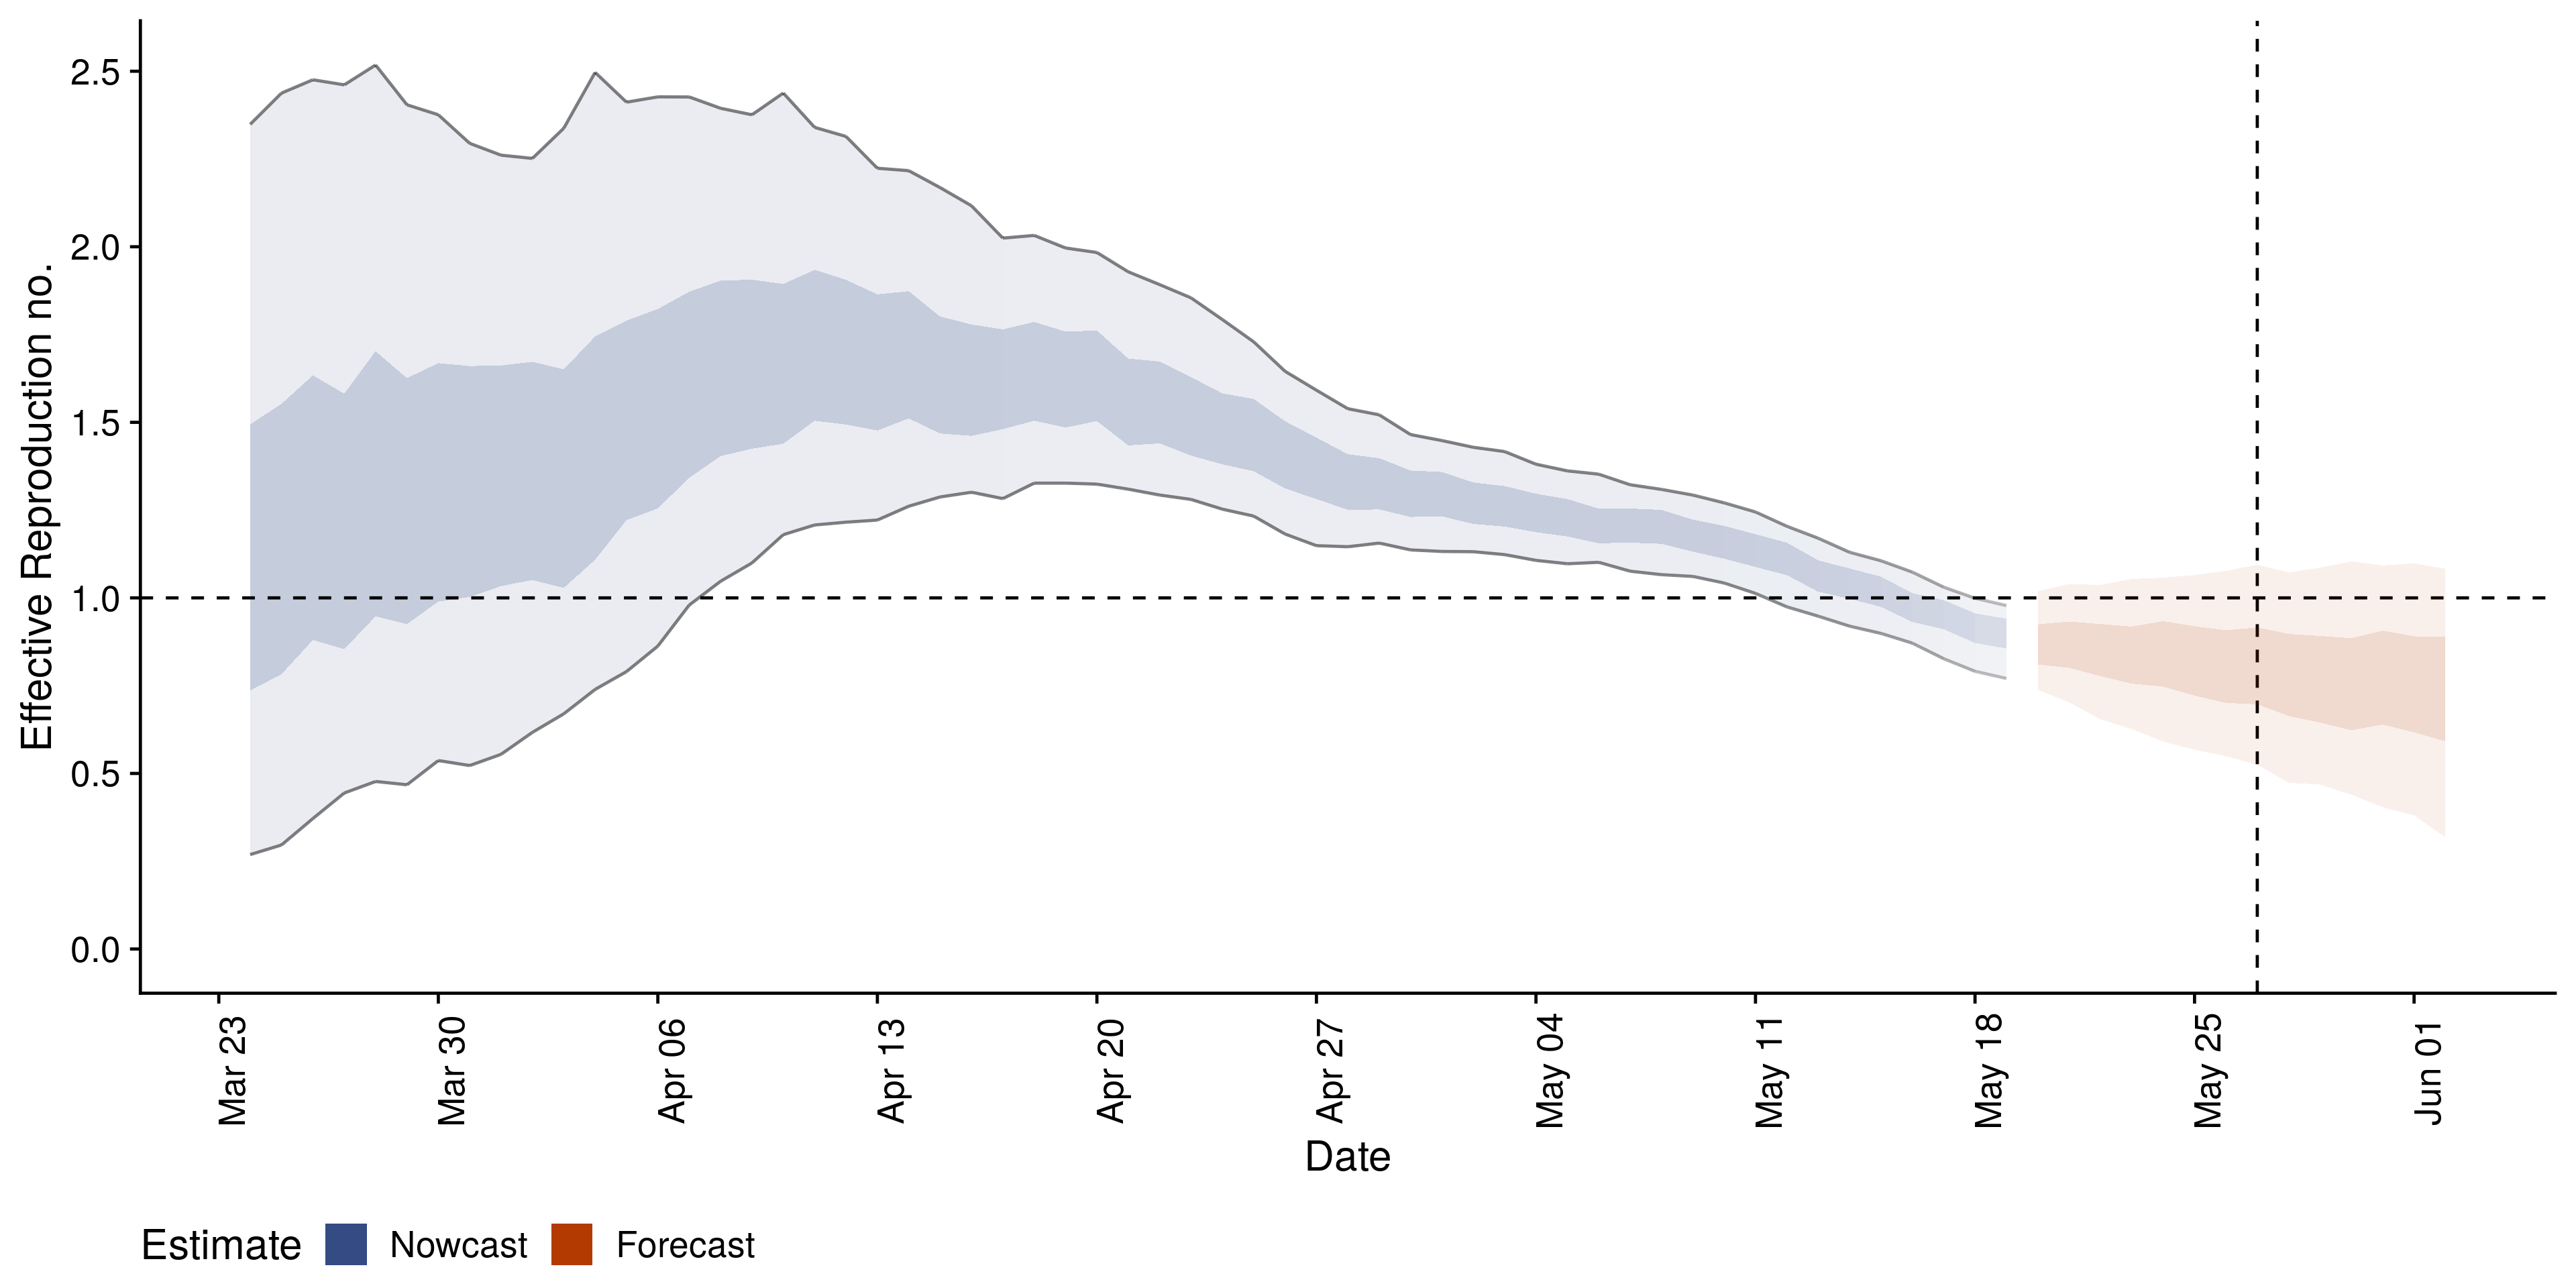 Effective Reproduction no.
2.5
2.0
1.5
1.0
0.5
0.0
Mar 23
Mar 30
Apr 06
Apr 13
Apr 20
Apr 27
May 04
May 11
May 18
May 25
Jun 01
Date
Estimate Nowcast Forecast